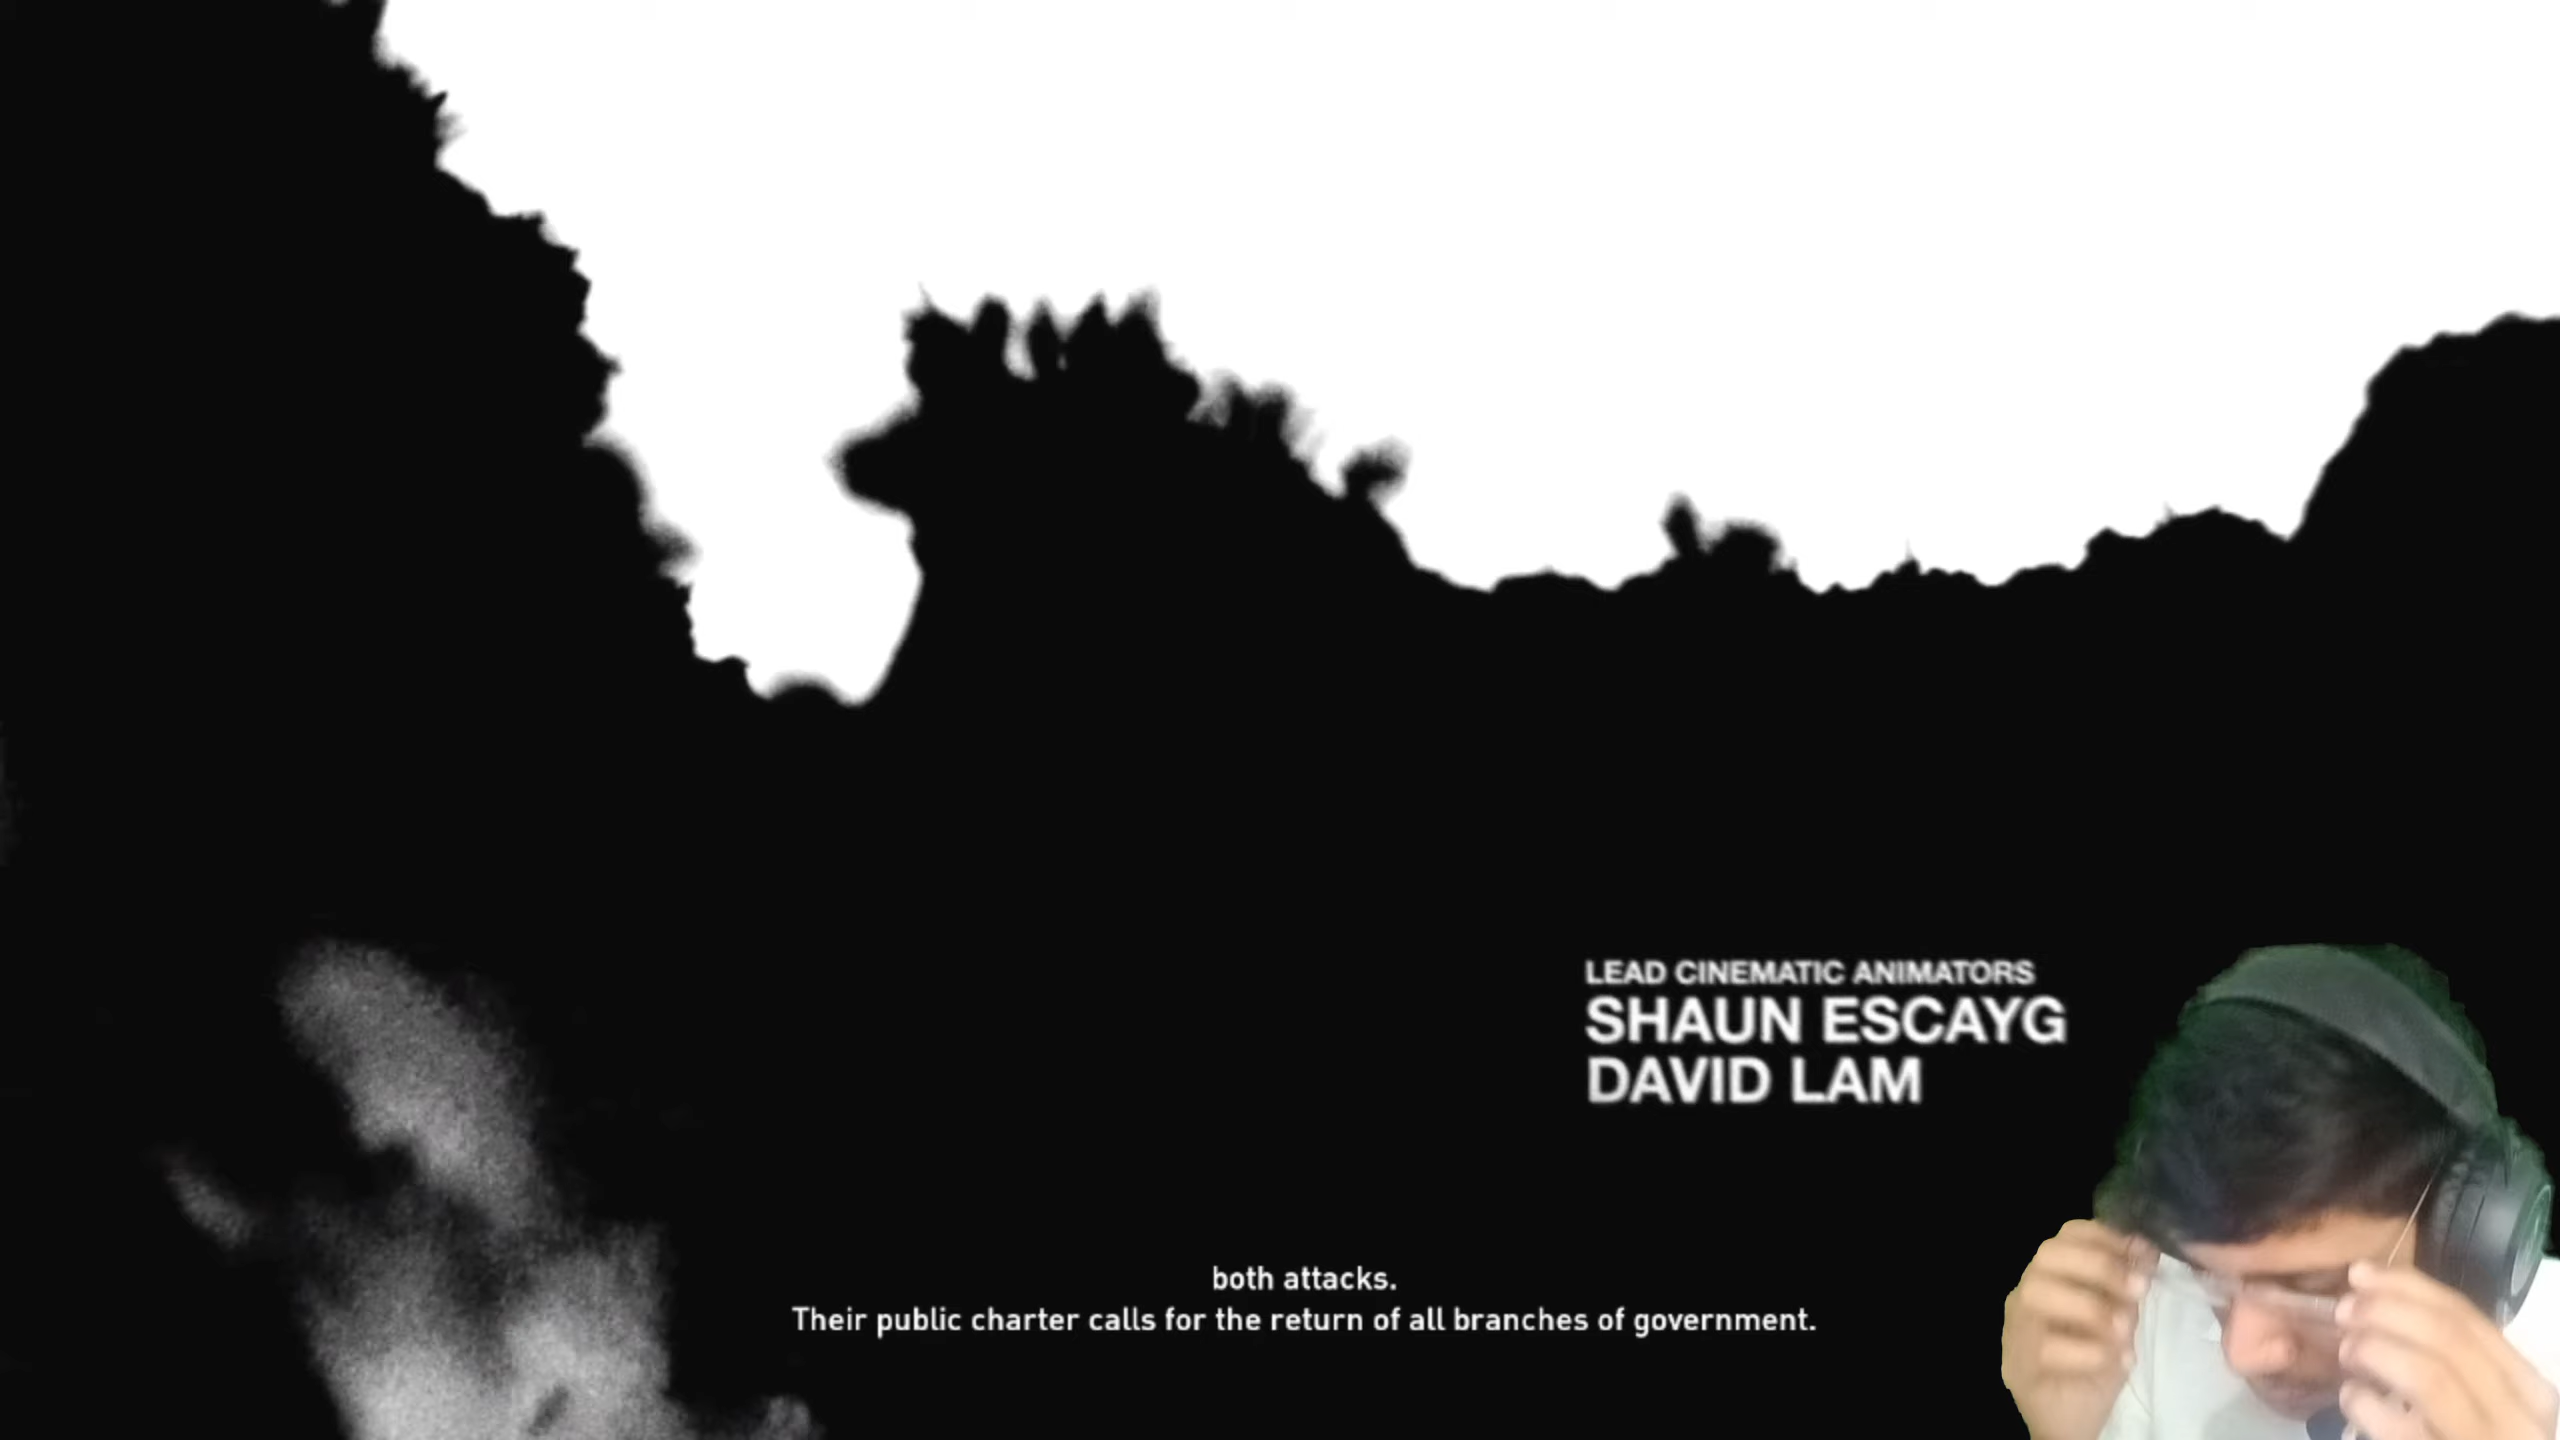 LEAD CINEMATIC ANIMATORS
SHAUN ESCAYG
DAVID LAM
both attacks.
Their public charter calls for the return of all branches of government.